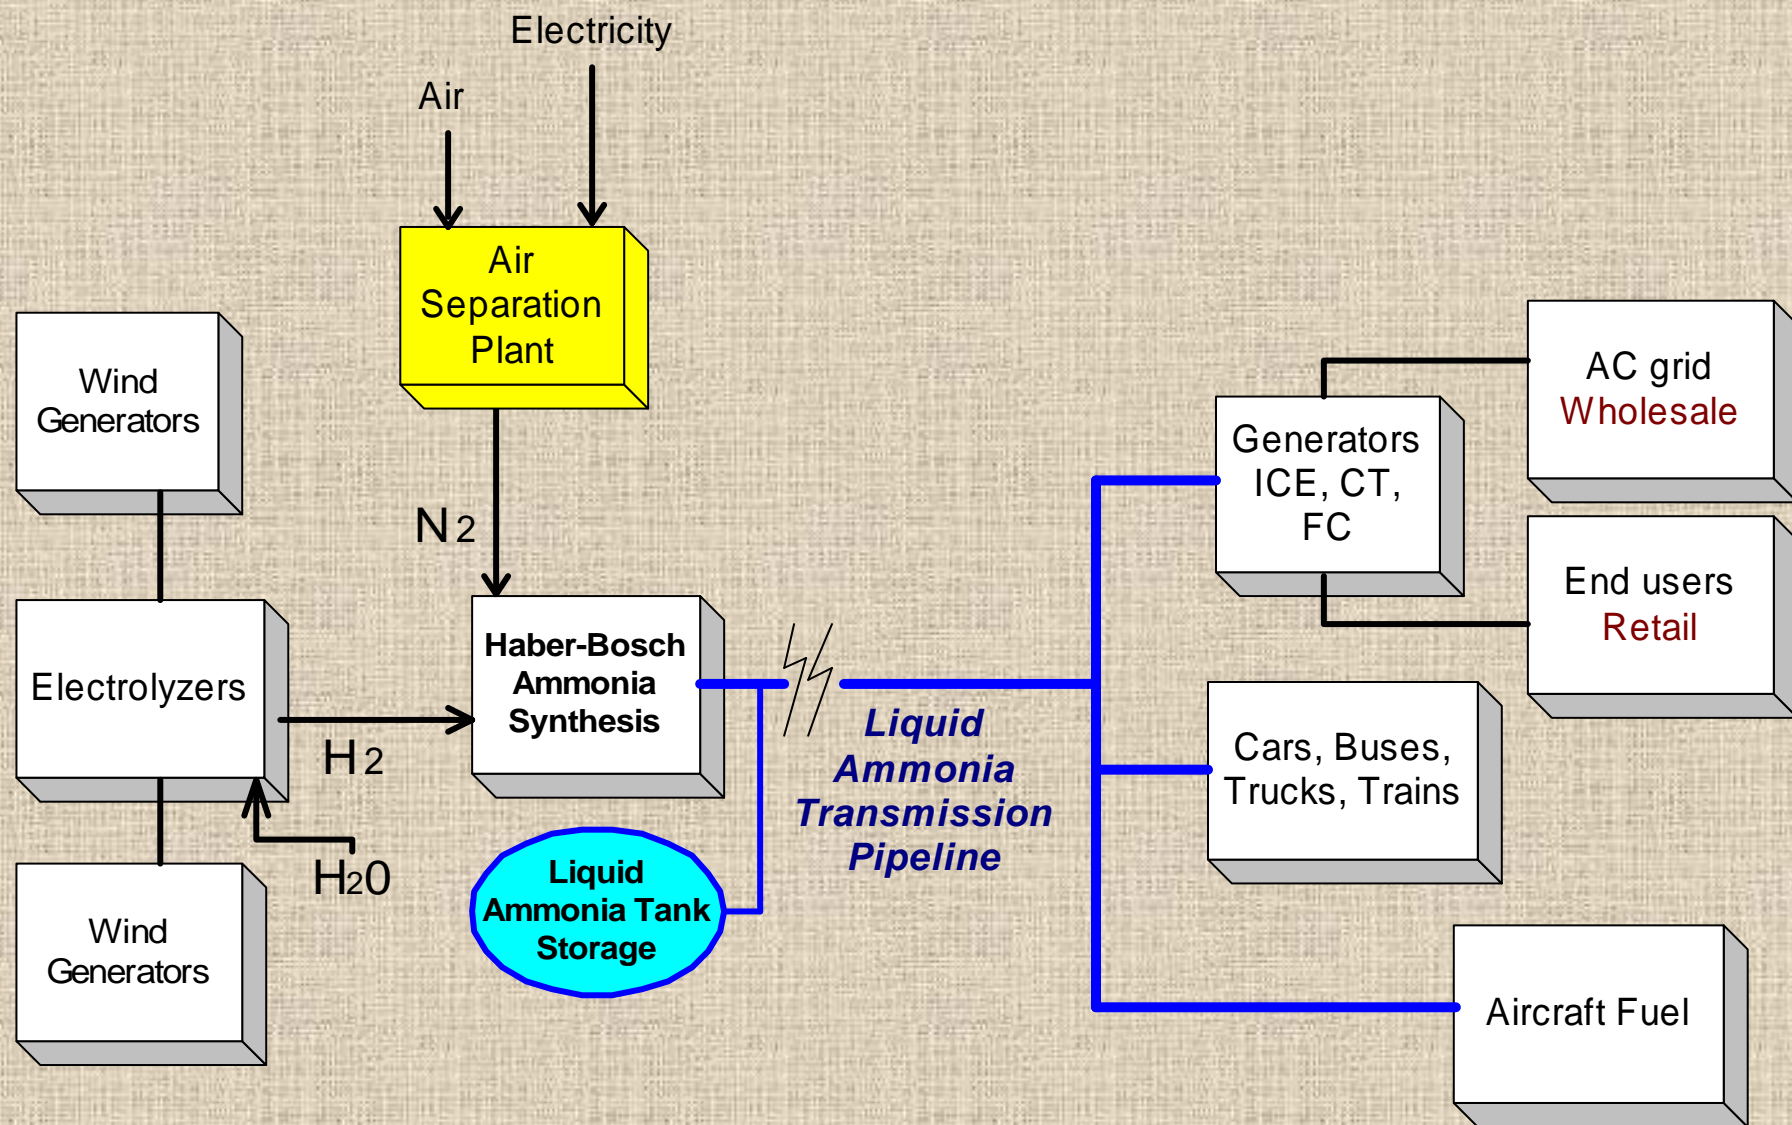 Electricity
Air
Air
Separation
Plant
Wind
Generators
N2
Electrolyzers
H2
H20
Wind
Generators
Haber-Bosch
Ammonia
Synthesis
Liquid
Ammonia Tank
Storage
Liquid
Ammonia
Transmission
Pipeline
Generators
ICE, CT,
FC
AC grid
Wholesale
End users
Retail
Cars, Buses,
Trucks, Trains
Aircraft Fuel